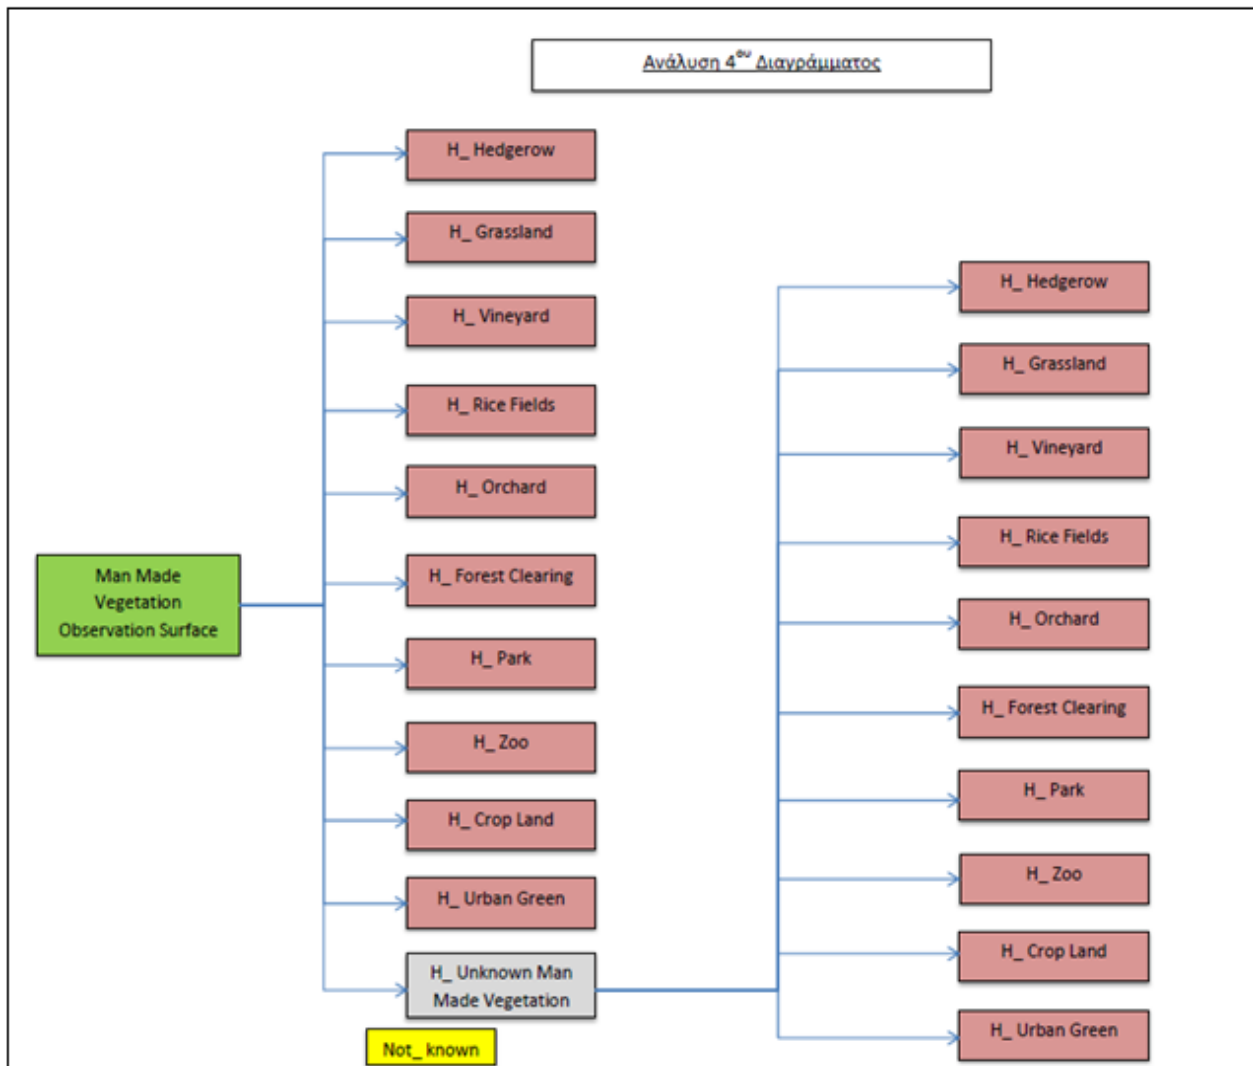 Ανάλυση 4ου Διαγράμματος
H_ Hedgerow
H_ Grassland
H_ Vineyard
H_ Rice Fields
H_ Orchard
H_ Forest Clearing
H_ Park
H_ Zoo
H_ Crop Land
H_ Urban Green
H_ Unknown Man
Made Vegetation
Not_ known
Man Made
Vegetation
Observation Surface
H_ Hedgerow
H_ Grassland
H_ Vineyard
H_ Rice Fields
H_ Orchard
H_ Forest Clearing
H_ Park
H_ Zoo
H_ Crop Land
H_ Urban Green